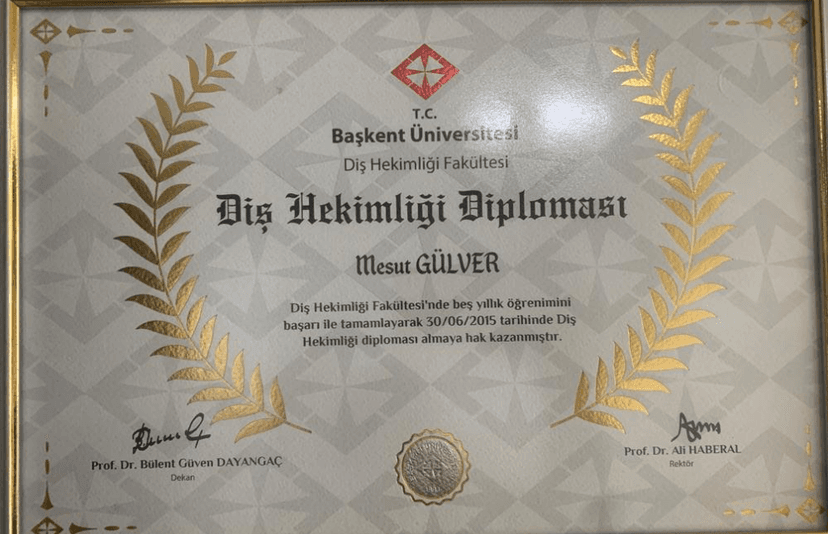 T.C.
Başkent Üniversitesi
Diş Hekimliği Fakültesi
Diş Hekimliği Diploması
Mesut GÜLVER
Diş Hekimliği Fakültesi'nde beş yıllık öğrenimini
başarı ile tamamlayarak 30/06/2015 tarihinde Diş
Hekimliği diploması almaya hak kazanmıştır.
Prof. Dr. Bülent Güven DAYANGAÇ
Dekan
Prof. Dr. Ali HABERAL
Rektör